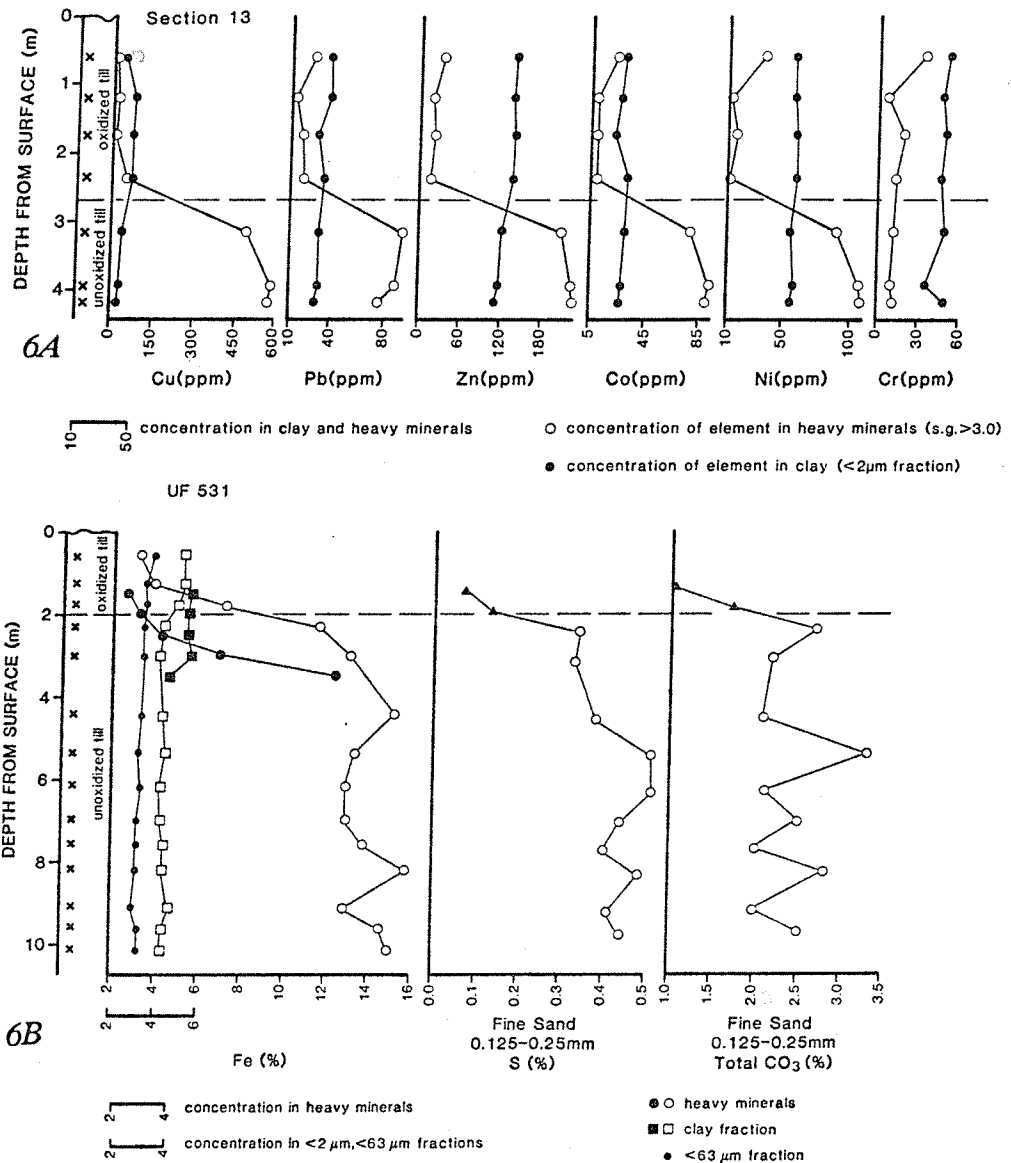 Section 13
DEPTH FROM SURFACE (m)
0
1
2
3
4
oxidized till
unoxidized till
x
x
x
x
x
x
x
6A
0 150 300 450 600
Cu(ppm)
10 40 80
Pb(ppm)
0 60 120 180
Zn(ppm)
5 45 85
Co(ppm)
10 50 100
Ni(ppm)
0 30 60
Cr(ppm)
10 50 concentration in clay and heavy minerals
○ concentration of element in heavy minerals (s.g.>3.0)
● concentration of element in clay (<2μm fraction)
UF 531
DEPTH FROM SURFACE (m)
0
2
4
6
8
10
oxidized till
unoxidized till
x
x
x
x
x
x
x
x
x
x
x
x
x
x
6B
2 4 6 8 10 12 14 16
2 4 6
Fe (%)
0.0 0.1 0.2 0.3 0.4 0.5
Fine Sand
0.125-0.25mm
S (%)
1.0 1.5 2.0 2.5 3.0 3.5
Fine Sand
0.125-0.25mm
Total CO₃(%)
2 4 concentration in heavy minerals
2 4 concentration in <2 μm,<63 μm fractions
● ○ heavy minerals
■ □ clay fraction
● <63 μm fraction